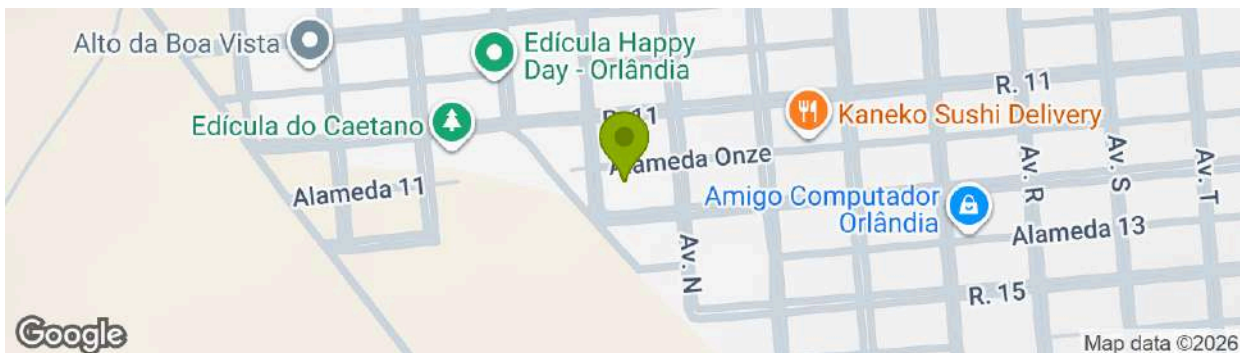 Alto da Boa Vista
Edícula Happy
Day - Orlândia
R. 11
R. 11
Kaneko Sushi Delivery
Edícula do Caetano
Alameda Onze
Alameda 11
Amigo Computador
Orlândia
Av. R
Av. S
Av. T
Alameda 13
Av. N
R. 15
Google
Map data ©2026